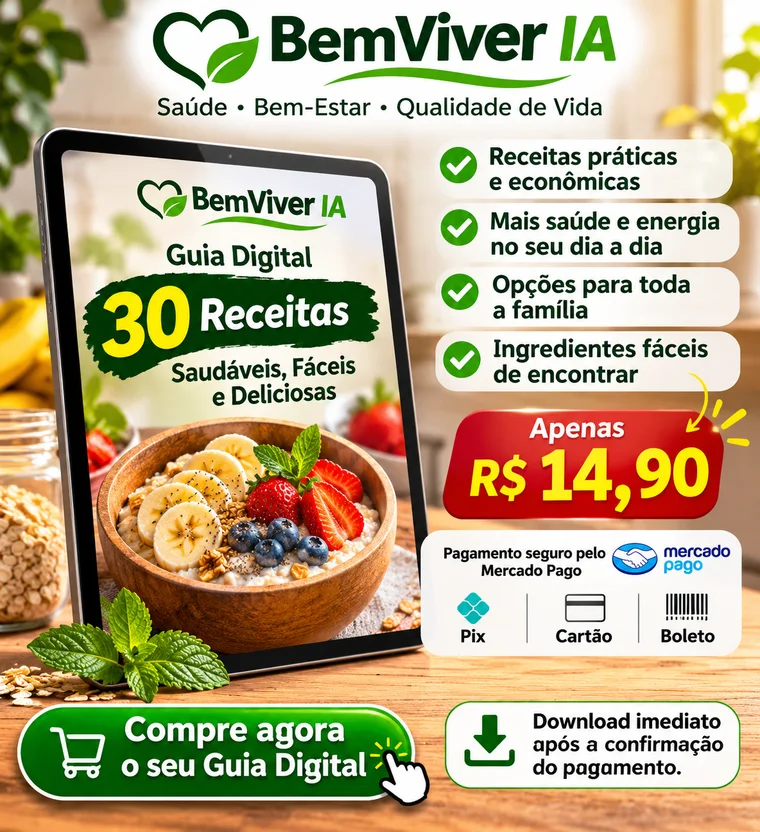 BemViver IA
Saúde • Bem-Estar • Qualidade de Vida
BemViver IA
Guia Digital
30 Receitas
Saudáveis, Fáceis
e Deliciosas
Receitas práticas
e econômicas
Mais saúde e energia
no seu dia a dia
Opções para toda
a família
Ingredientes fáceis
de encontrar
Apenas
R$ 14,90
Pagamento seguro pelo
Mercado Pago
mercado
pago
Pix
Cartão
Boleto
Compre agora
o seu Guia Digital
Download imediato
após a confirmação
do pagamento.